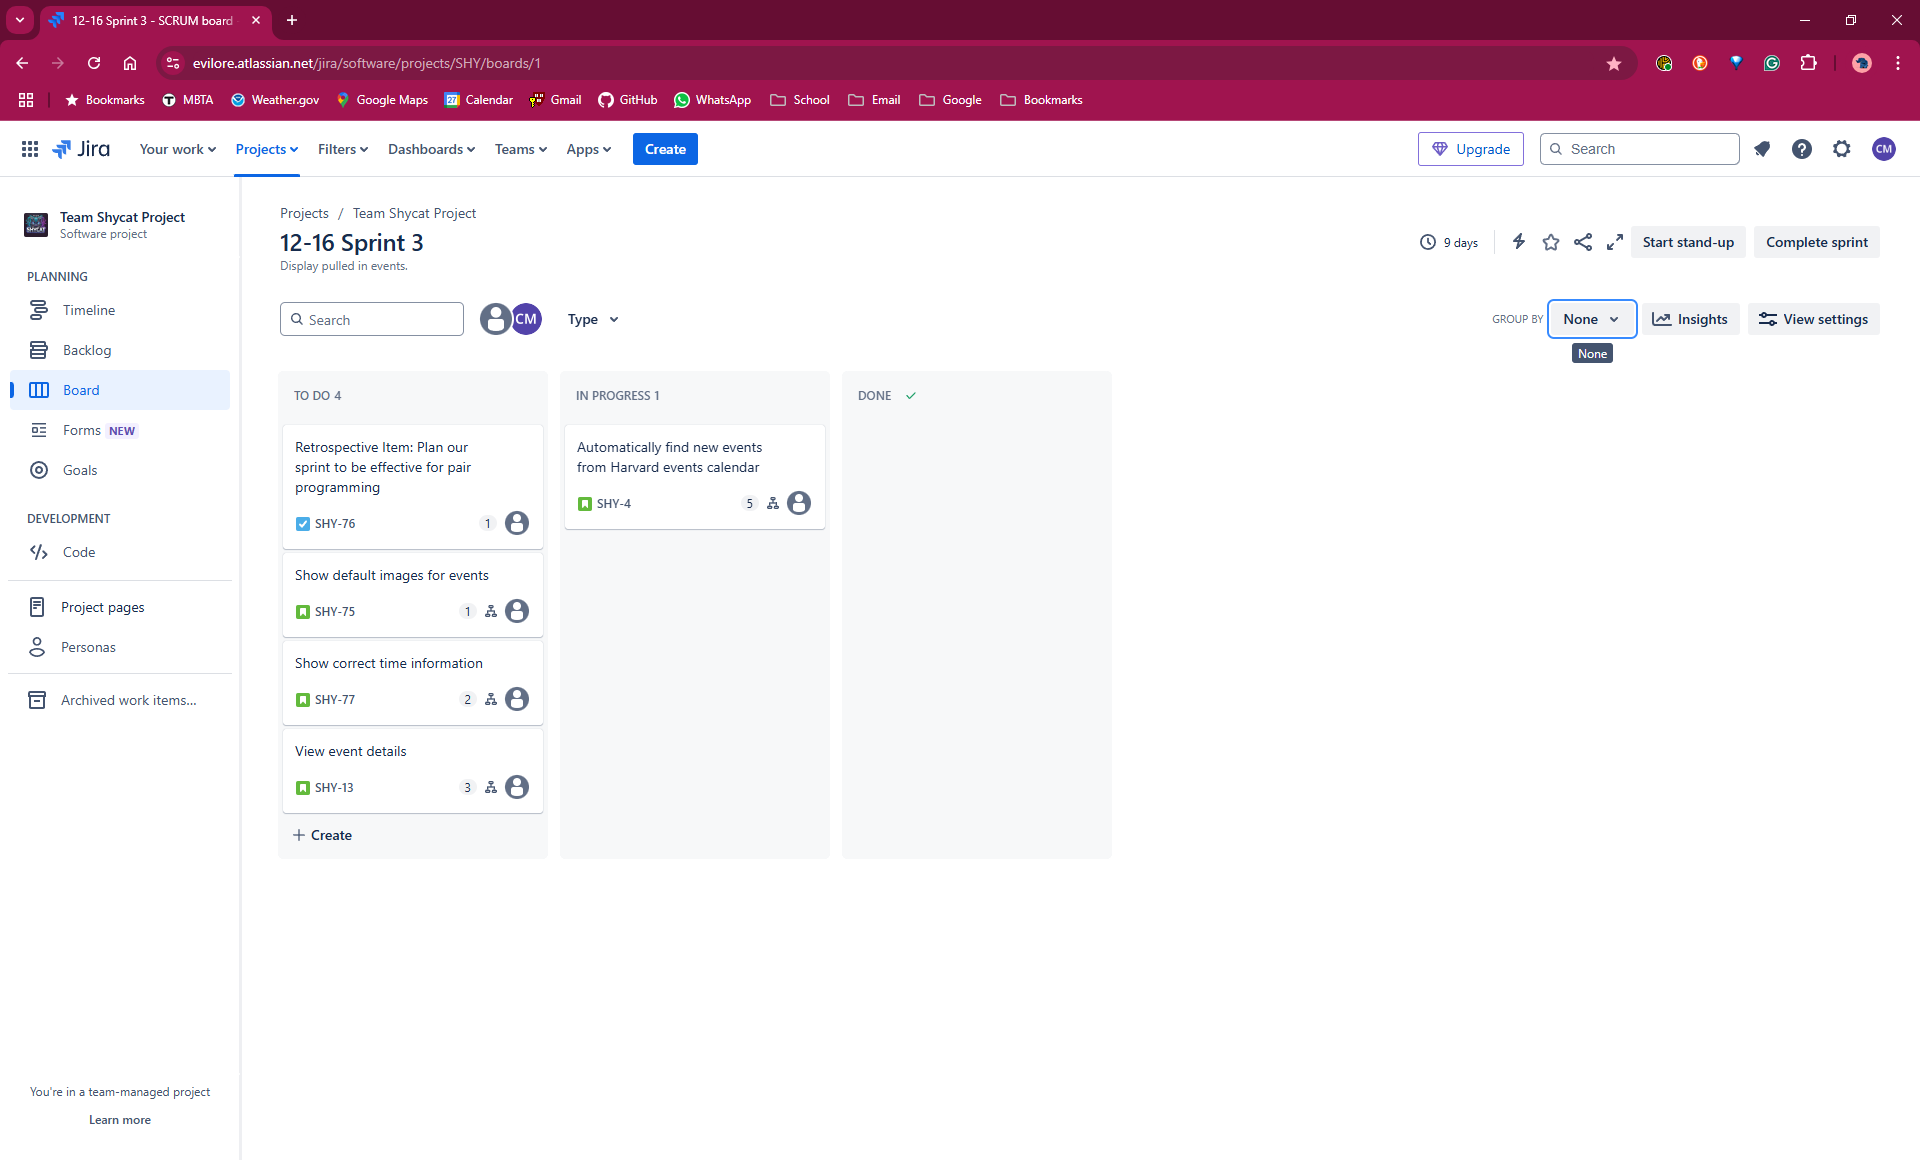 12-16 Sprint 3 - SCRUM board
evilore.atlassian.net/jira/software/projects/SHY/boards/1
Bookmarks
MBTA
Weather.gov
Google Maps
27 Calendar
Gmail
GitHub
WhatsApp
School
Email
Google
Bookmarks
Jira
Your work
Projects
Filters
Dashboards
Teams
Apps
Create
Upgrade
Search
CM
Team Shycat Project
Software project
PLANNING
Timeline
Backlog
Board
Forms NEW
Goals
DEVELOPMENT
Code
Project pages
Personas
Archived work items...
You're in a team-managed project
Learn more
Projects / Team Shycat Project
12-16 Sprint 3
Display pulled in events.
9 days
Start stand-up
Complete sprint
Search
CM
Type
GROUP BY
None
Insights
View settings
None
TO DO 4
Retrospective Item: Plan our
sprint to be effective for pair
programming
SHY-76 1
Show default images for events
SHY-75 1
Show correct time information
SHY-77 2
View event details
SHY-13 3
+ Create
IN PROGRESS 1
Automatically find new events
from Harvard events calendar
SHY-4 5
DONE